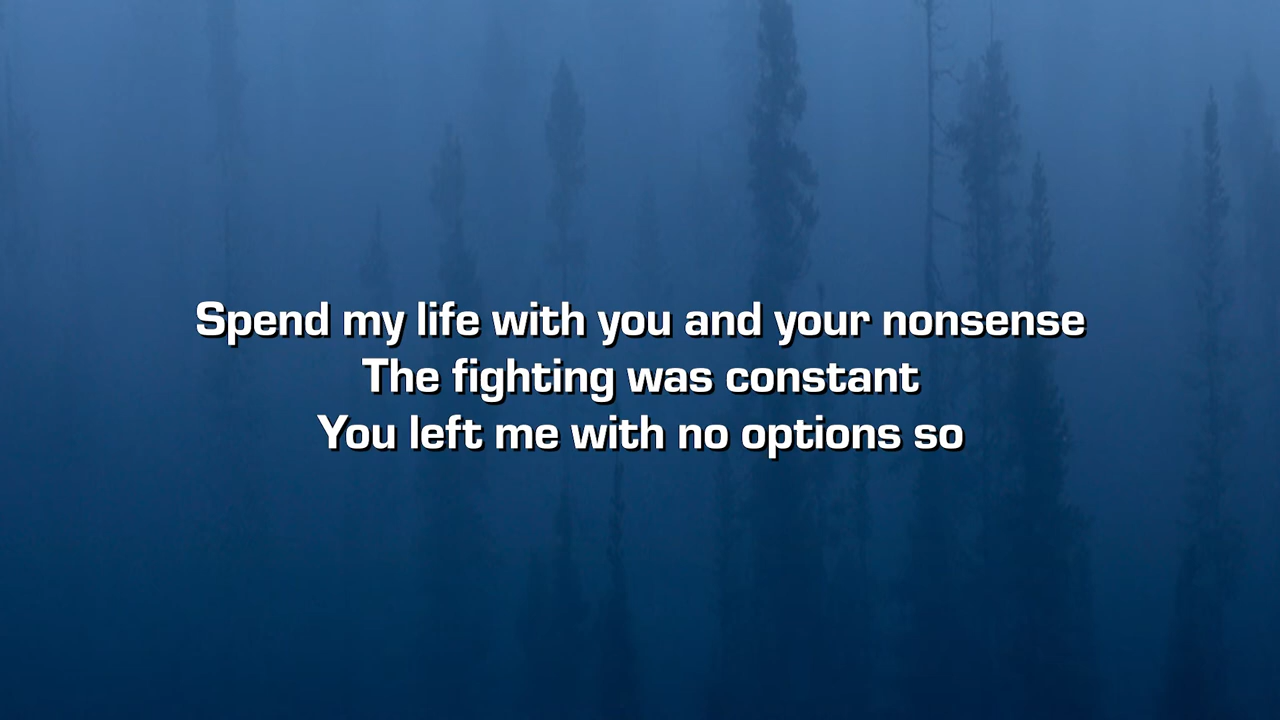 Spend my life with you and your nonsense
The fighting was constant
You left me with no options so